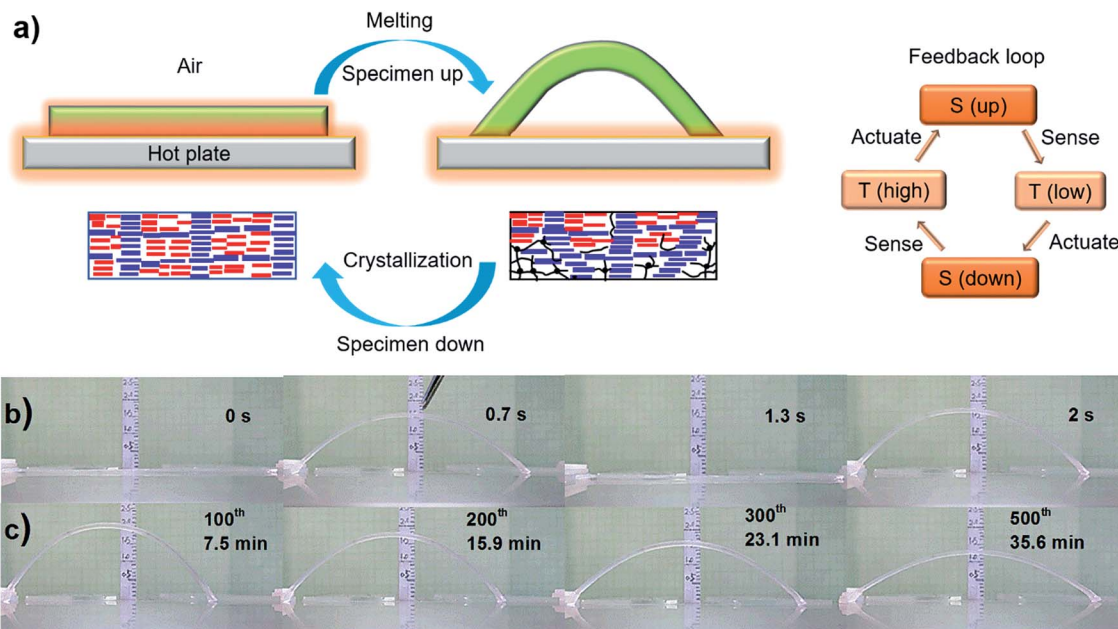 a)
Air
Hot plate
Melting
Specimen up
Crystallization
Specimen down
Feedback loop
S (up)
Actuate
Sense
T (high)
T (low)
Sense
Actuate
S (down)
b)
0 s
0.7 s
1.3 s
2 s
c)
100th
7.5 min
200th
15.9 min
300th
23.1 min
500th
35.6 min